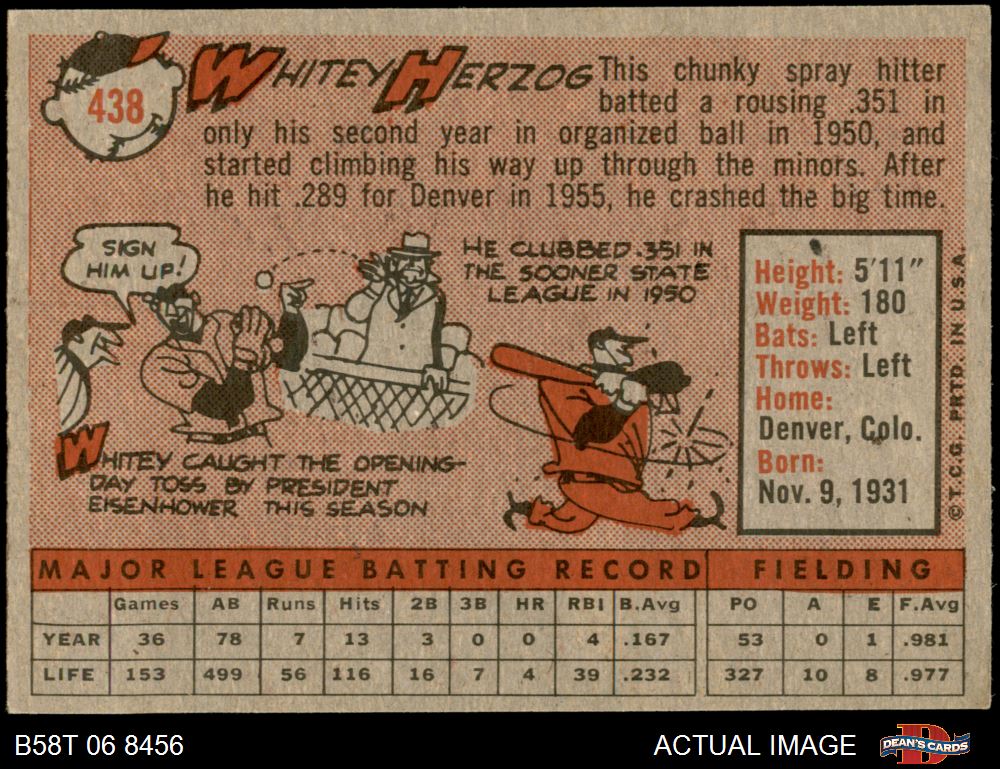 438
WHITEY HERZOG This chunky spray hitter
batted a rousing .351 in
only his second year in organized ball in 1950, and
started climbing his way up through the minors. After
he hit .289 for Denver in 1955, he crashed the big time.
SIGN
HIM UP!
HE CLUBBED .351 IN
THE SOONER STATE
LEAGUE IN 1950
WHITEY CAUGHT THE OPENING-
DAY TOSS BY PRESIDENT
EISENHOWER THIS SEASON
Height: 5'11"
Weight: 180
Bats: Left
Throws: Left
Home:
Denver, Colo.
Born:
Nov. 9, 1931
© T.C.G. PRTD. IN U.S.A.
MAJOR LEAGUE BATTING RECORD FIELDING
Games AB Runs Hits 2B 3B HR RBI B.Avg PO A E F.Avg
YEAR 36 78 7 13 3 0 0 4 .167 53 0 1 .981
LIFE 153 499 56 116 16 7 4 39 .232 327 10 8 .977
B58T 06 8456 ACTUAL IMAGE DEAN'S CARDS